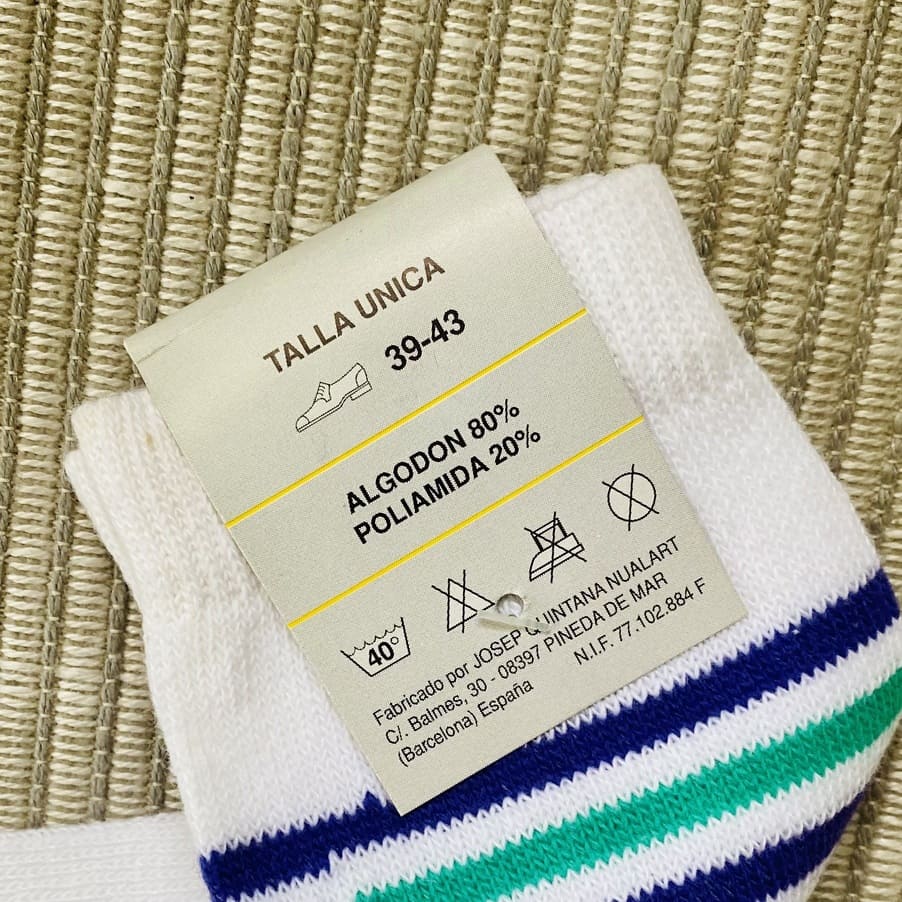 TALLA UNICA
39-43
ALGODON 80%
POLIAMIDA 20%
40°
Fabricado por JOSEP QUINTANA NUALART
C/. Balmes, 30 - 08397 PINEDA DE MAR
(Barcelona) España N.I.F. 77.102.884 F